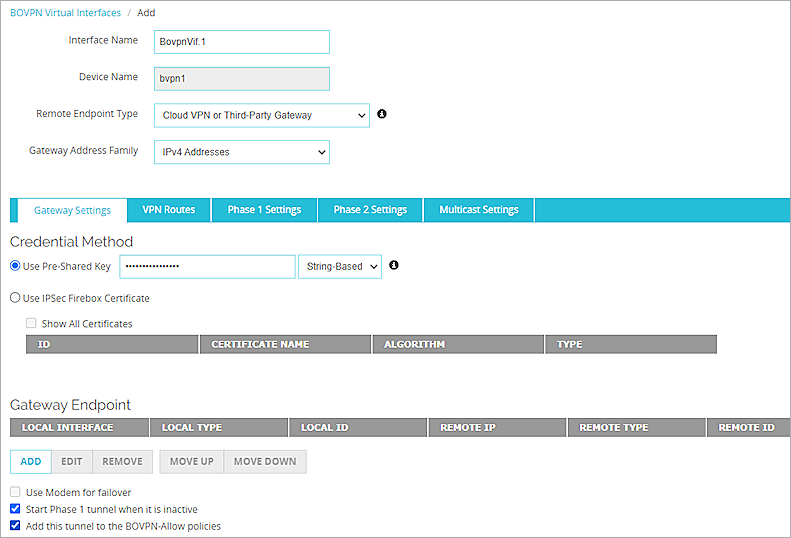 BOVPN Virtual Interfaces / Add
Interface Name BovpnVif.1
Device Name bvpn1
Remote Endpoint Type Cloud VPN or Third-Party Gateway
Gateway Address Family IPv4 Addresses
Gateway Settings VPN Routes Phase 1 Settings Phase 2 Settings Multicast Settings
Credential Method
Use Pre-Shared Key •••••••••••••••• String-Based
Use IPSec Firebox Certificate
Show All Certificates
ID CERTIFICATE NAME ALGORITHM TYPE
Gateway Endpoint
LOCAL INTERFACE LOCAL TYPE LOCAL ID REMOTE IP REMOTE TYPE REMOTE ID
ADD EDIT REMOVE MOVE UP MOVE DOWN
Use Modem for failover
Start Phase 1 tunnel when it is inactive
Add this tunnel to the BOVPN-Allow policies